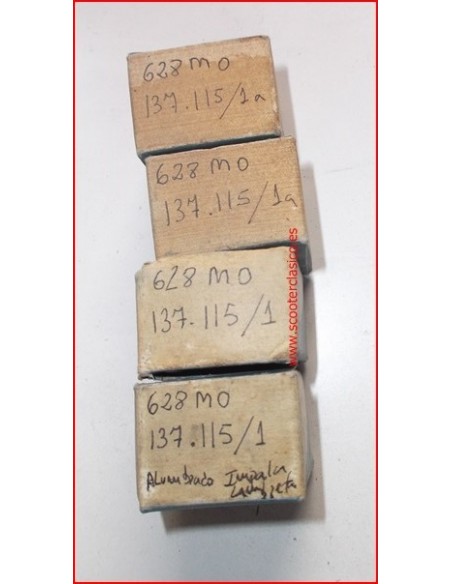 628 MO
137.115/1a
628 MO
137.115/1a
628 MO
137.115/1
628 MO
137.115/1
Alumbrado Impala
Lambreta
www.scooterclasico.es